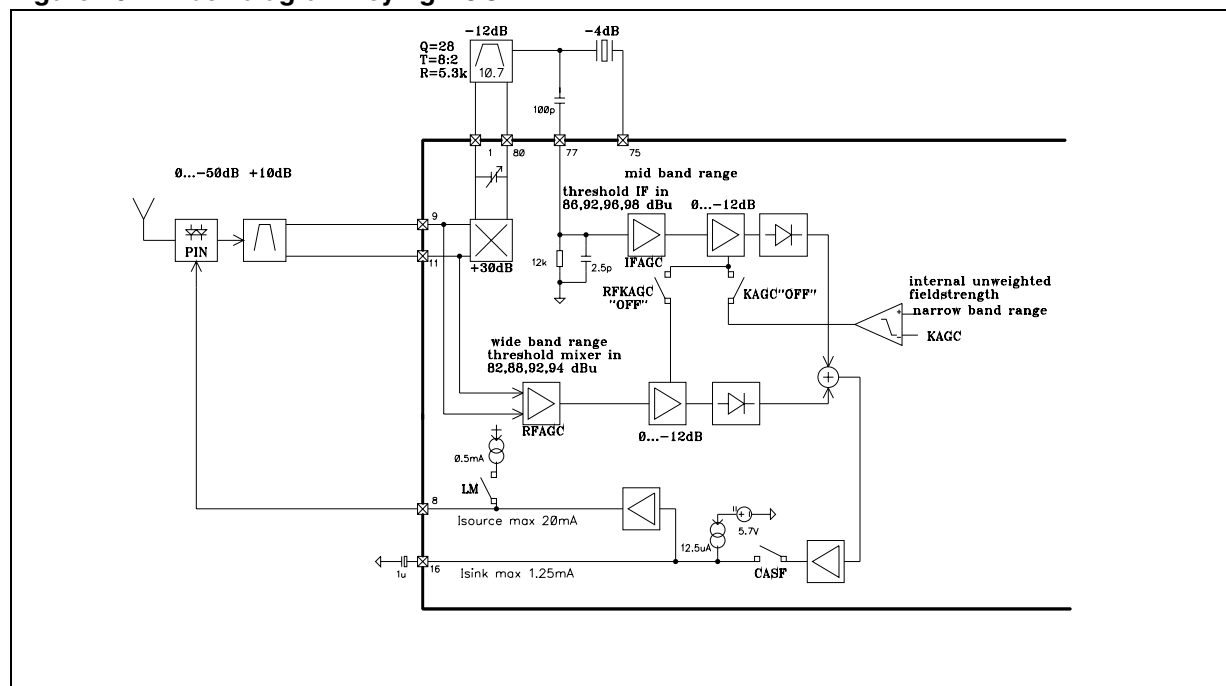 -12dB
-4dB
Q=28
T=8:2
R=5.3k
10.7
100p
1
80
77
75
0...-50dB +10dB
mid band range
threshold IF in
86,92,96,98 dBu
0...-12dB
9
PIN
11
+30dB
12k
2.5p
IFAGC
RFKAGC
"OFF"
KAGC"OFF"
internal unweighted
fieldstrength
narrow band range
+
-
KAGC
wide band range
threshold mixer in
82,88,92,94 dBu
+
RFAGC
0...-12dB
0.5mA
LM
8
Isource max 20mA
12.5uA
5.7V
1u
16
Isink max 1.25mA
CASF